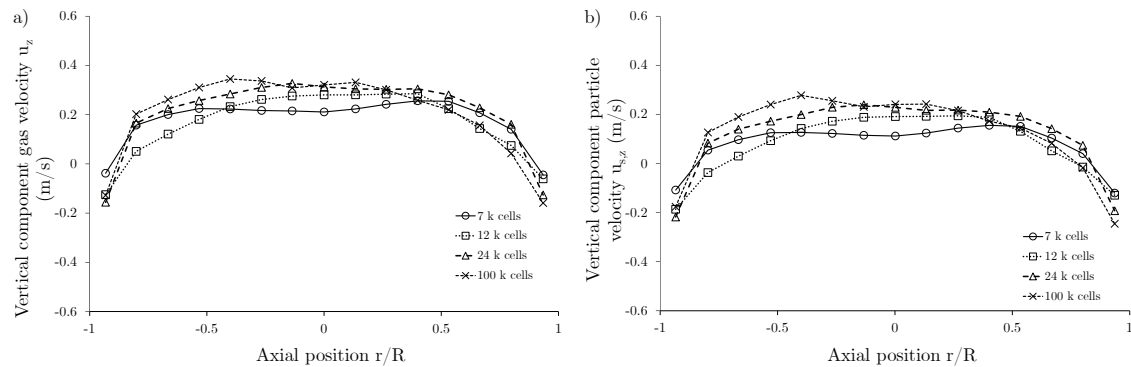 a)
Vertical component gas velocity u_z
(m/s)
0.6
0.4
0.2
0
-0.2
-0.4
-0.6
-1
-0.5
0
0.5
1
7 k cells
12 k cells
24 k cells
100 k cells
Axial position r/R
b)
Vertical component particle
velocity u_s,z (m/s)
0.6
0.4
0.2
0
-0.2
-0.4
-0.6
-1
-0.5
0
0.5
1
7 k cells
12 k cells
24 k cells
100 k cells
Axial position r/R